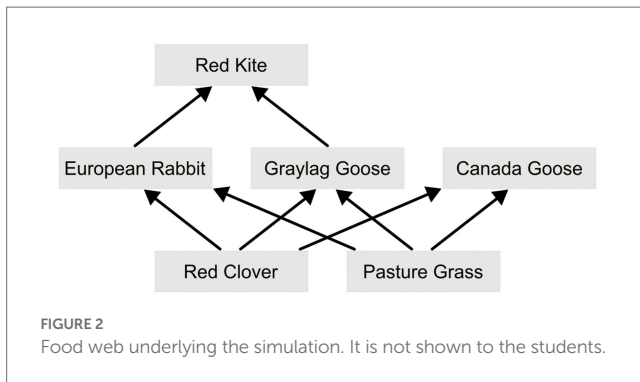 Red Kite
European Rabbit
Graylag Goose
Canada Goose
Red Clover
Pasture Grass
FIGURE 2
Food web underlying the simulation. It is not shown to the students.